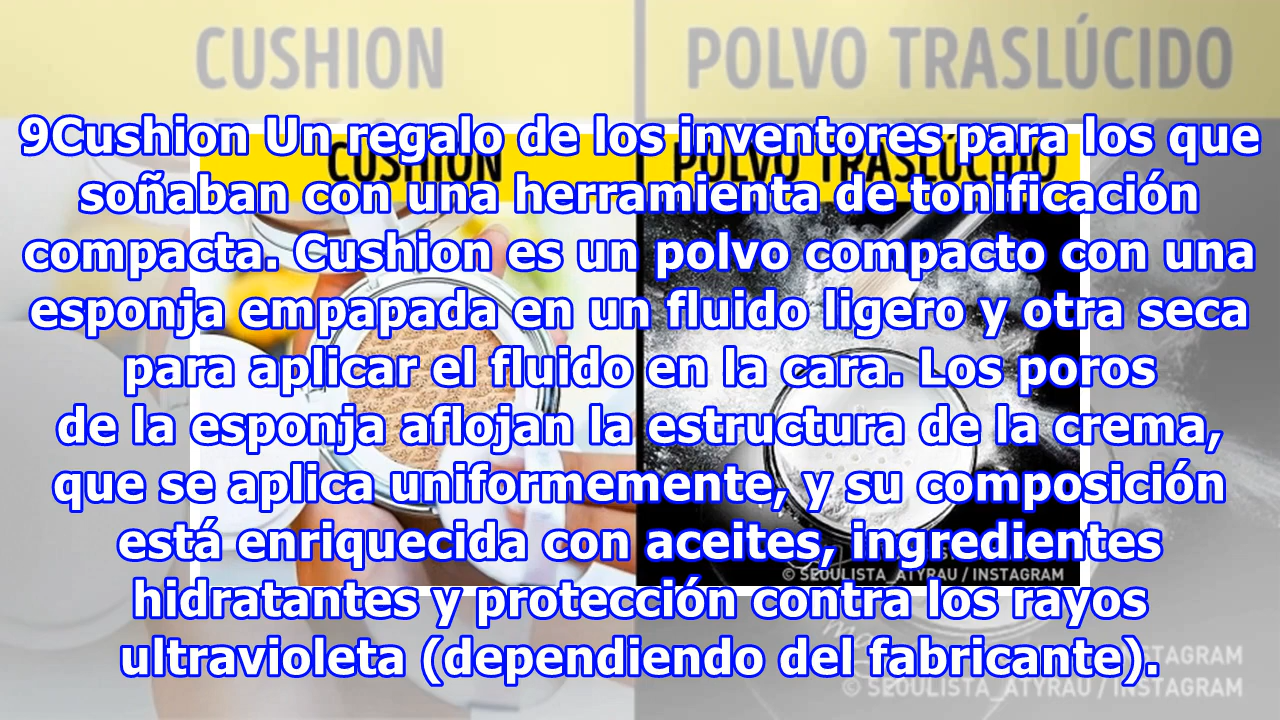 CUSHION
POLVO TRASLÚCIDO
CUSHION
POLVO TRASLÚCIDO
9Cushion Un regalo de los inventores para los que
soñaban con una herramienta de tonificación
compacta. Cushion es un polvo compacto con una
esponja empapada en un fluido ligero y otra seca
para aplicar el fluido en la cara. Los poros
de la esponja aflojan la estructura de la crema,
que se aplica uniformemente, y su composición
está enriquecida con aceites, ingredientes
hidratantes y protección contra los rayos
ultravioleta (dependiendo del fabricante).
© SEOULISTA_ATYRAU / INSTAGRAM
STAGRAM
© SEOULISTA_ATYRAU / INSTAGRAM